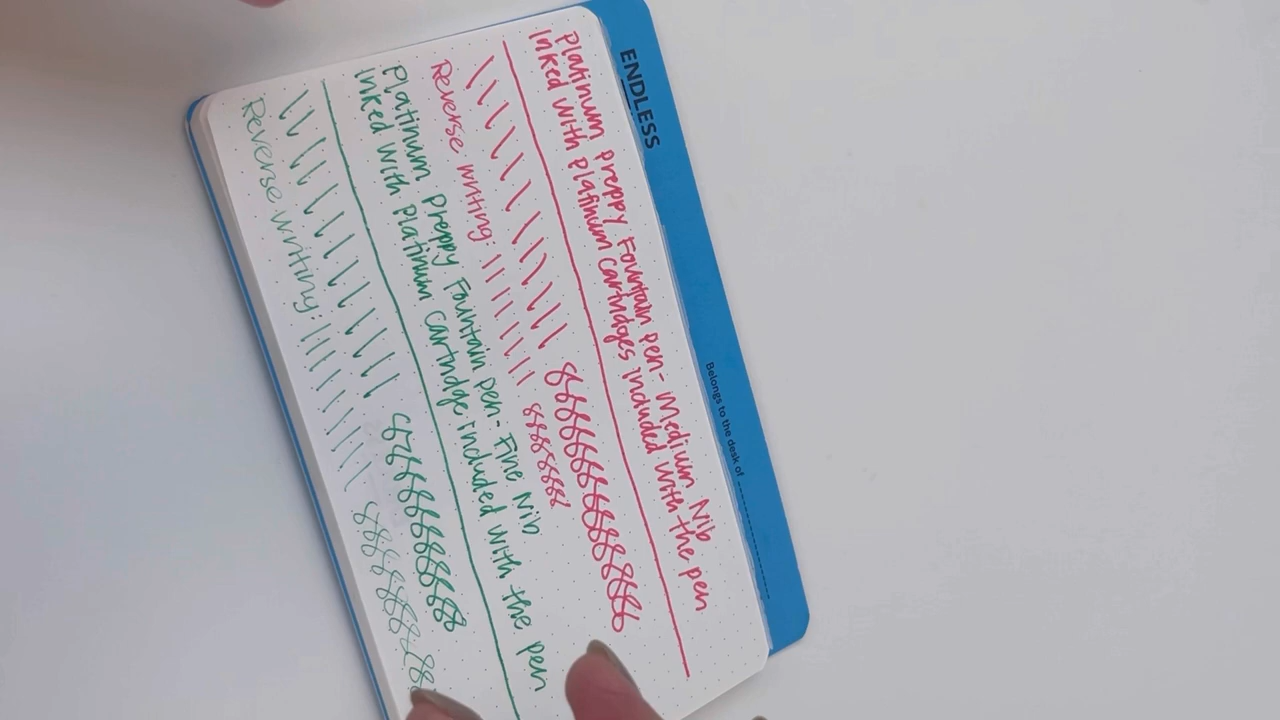 ENDLESS
Belongs to the desk of
Platinum Preppy Fountain pen - Medium Nib
Inked with Platinum cartridges included with the pen
Reverse writing:
Platinum Preppy Fountain pen - Fine Nib
Inked with Platinum cartridge included with the pen
Reverse writing: